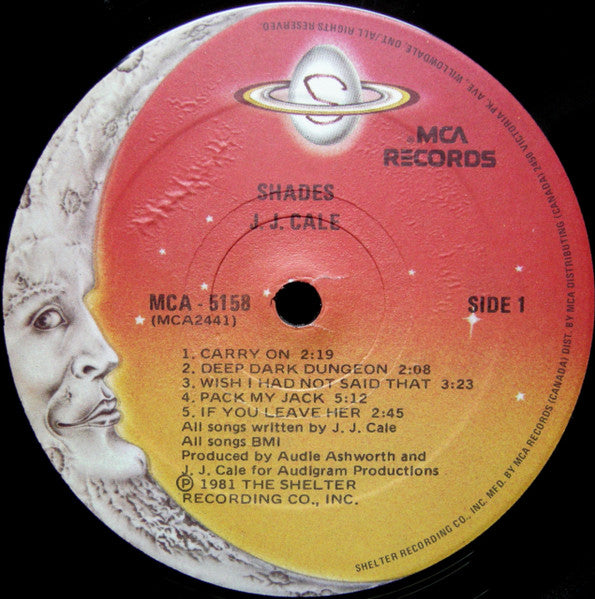 MCA RECORDS
SHADES
J. J. CALE
MCA - 5158
(MCA2441)
SIDE 1
1. CARRY ON 2:19
2. DEEP DARK DUNGEON 2:08
3. WISH I HAD NOT SAID THAT 3:23
4. PACK MY JACK 5:12
5. IF YOU LEAVE HER 2:45
All songs written by J. J. Cale
All songs BMI
Produced by Audie Ashworth and
J. J. Cale for Audigram Productions
Ⓟ 1981 THE SHELTER
RECORDING CO., INC.
SHELTER RECORDING CO., INC. MFD. BY MCA RECORDS (CANADA) DIST. BY MCA DISTRIBUTING (CANADA) 2450 VICTORIA PK. AVE., WILLOWDALE, ONT./ALL RIGHTS RESERVED.